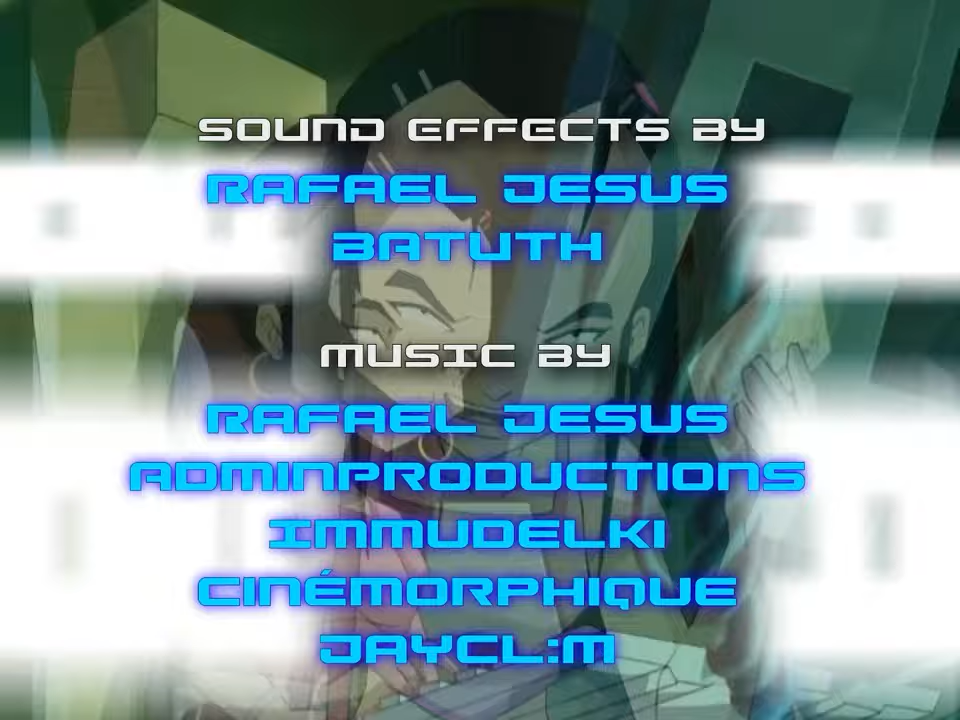 SOUND EFFECTS BY
RAFAEL JESUS
BATUTH
MUSIC BY
RAFAEL JESUS
ADMINPRODUCTIONS
IMMUDELKI
CINÉMORPHIQUE
JAYCL:M